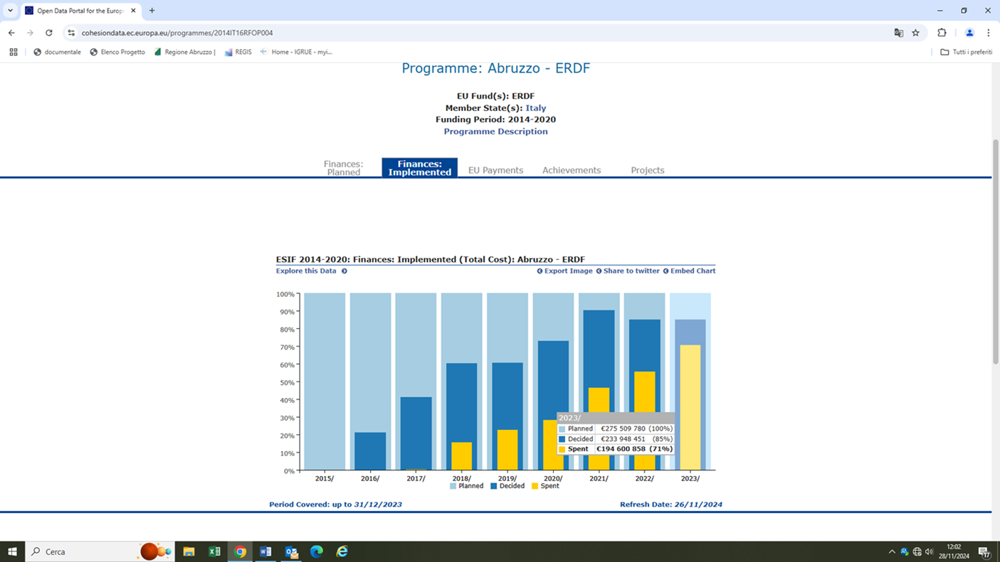 Open Data Portal for the Europe
cohesiondata.ec.europa.eu/programmes/2014IT16RFOP004
documentale Elenco Progetto Regione Abruzzo | REGIS Home - IGRUE - myi... Tutti i preferiti
Programme: Abruzzo - ERDF
EU Fund(s): ERDF
Member State(s): Italy
Funding Period: 2014-2020
Programme Description
Finances: Planned
Finances: Implemented
EU Payments
Achievements
Projects
ESIF 2014-2020: Finances: Implemented (Total Cost): Abruzzo - ERDF
Explore this Data Export Image Share to twitter Embed Chart
100%
90%
80%
70%
60%
50%
40%
30%
20%
10%
0%
2023/
Planned €275 509 780 (100%)
Decided €233 948 451 (85%)
Spent €194 600 858 (71%)
2015/ 2016/ 2017/ 2018/ 2019/ 2020/ 2021/ 2022/ 2023/
Planned Decided Spent
Period Covered: up to 31/12/2023 Refresh Date: 26/11/2024
Cerca
12:02
28/11/2024
17